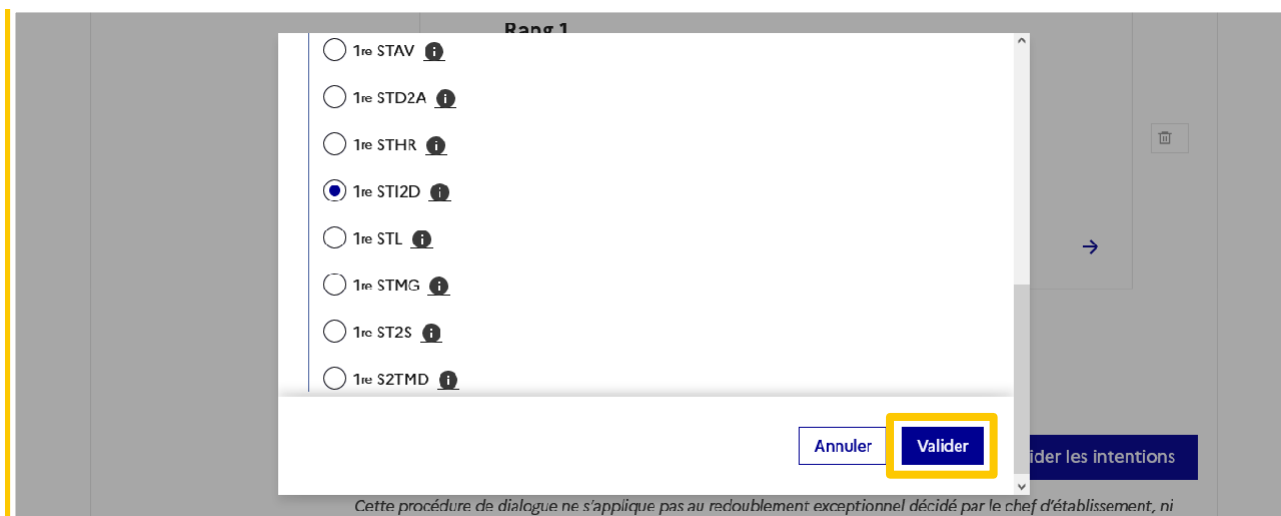 Rang 1
1re STAV
1re STD2A
1re STHR
1re STI2D
1re STL
1re STMG
1re ST2S
1re S2TMD
Annuler Valider
ider les intentions
Cette procédure de dialogue ne s'applique pas au redoublement exceptionnel décidé par le chef d'établissement, ni